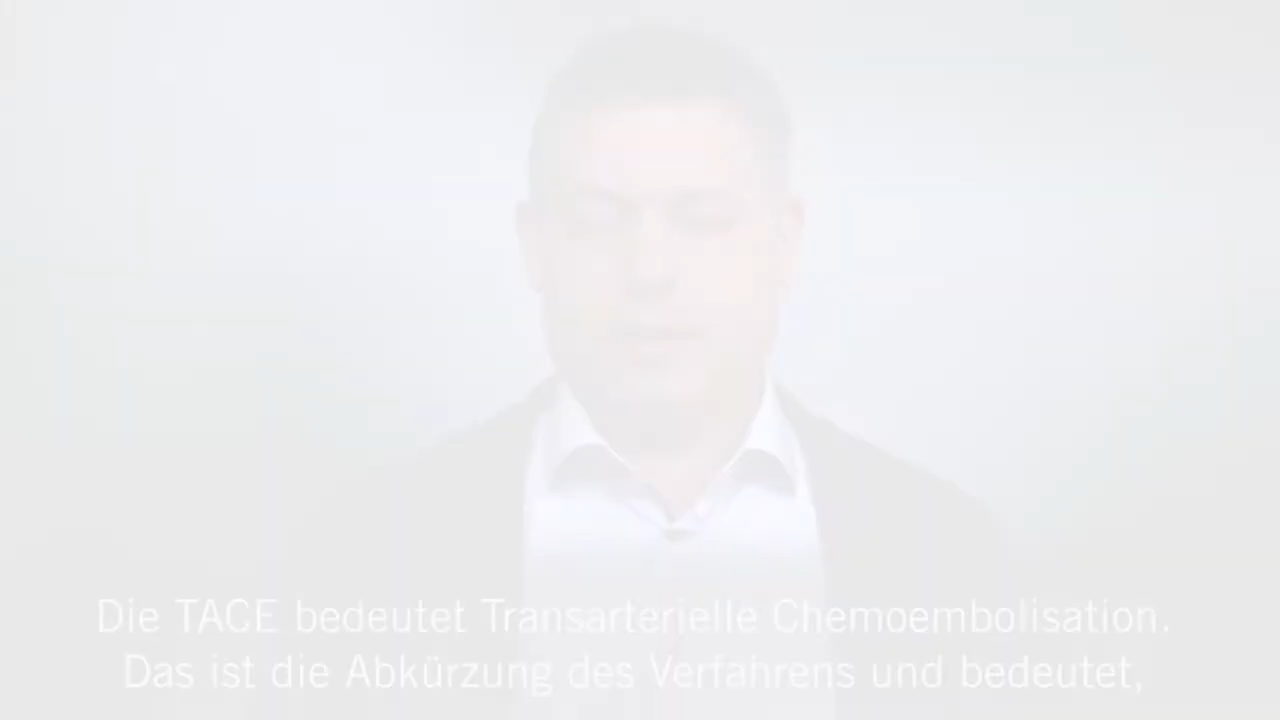 Die TACE bedeutet Transarterielle Chemoembolisation.
Das ist die Abkürzung des Verfahrens und bedeutet,